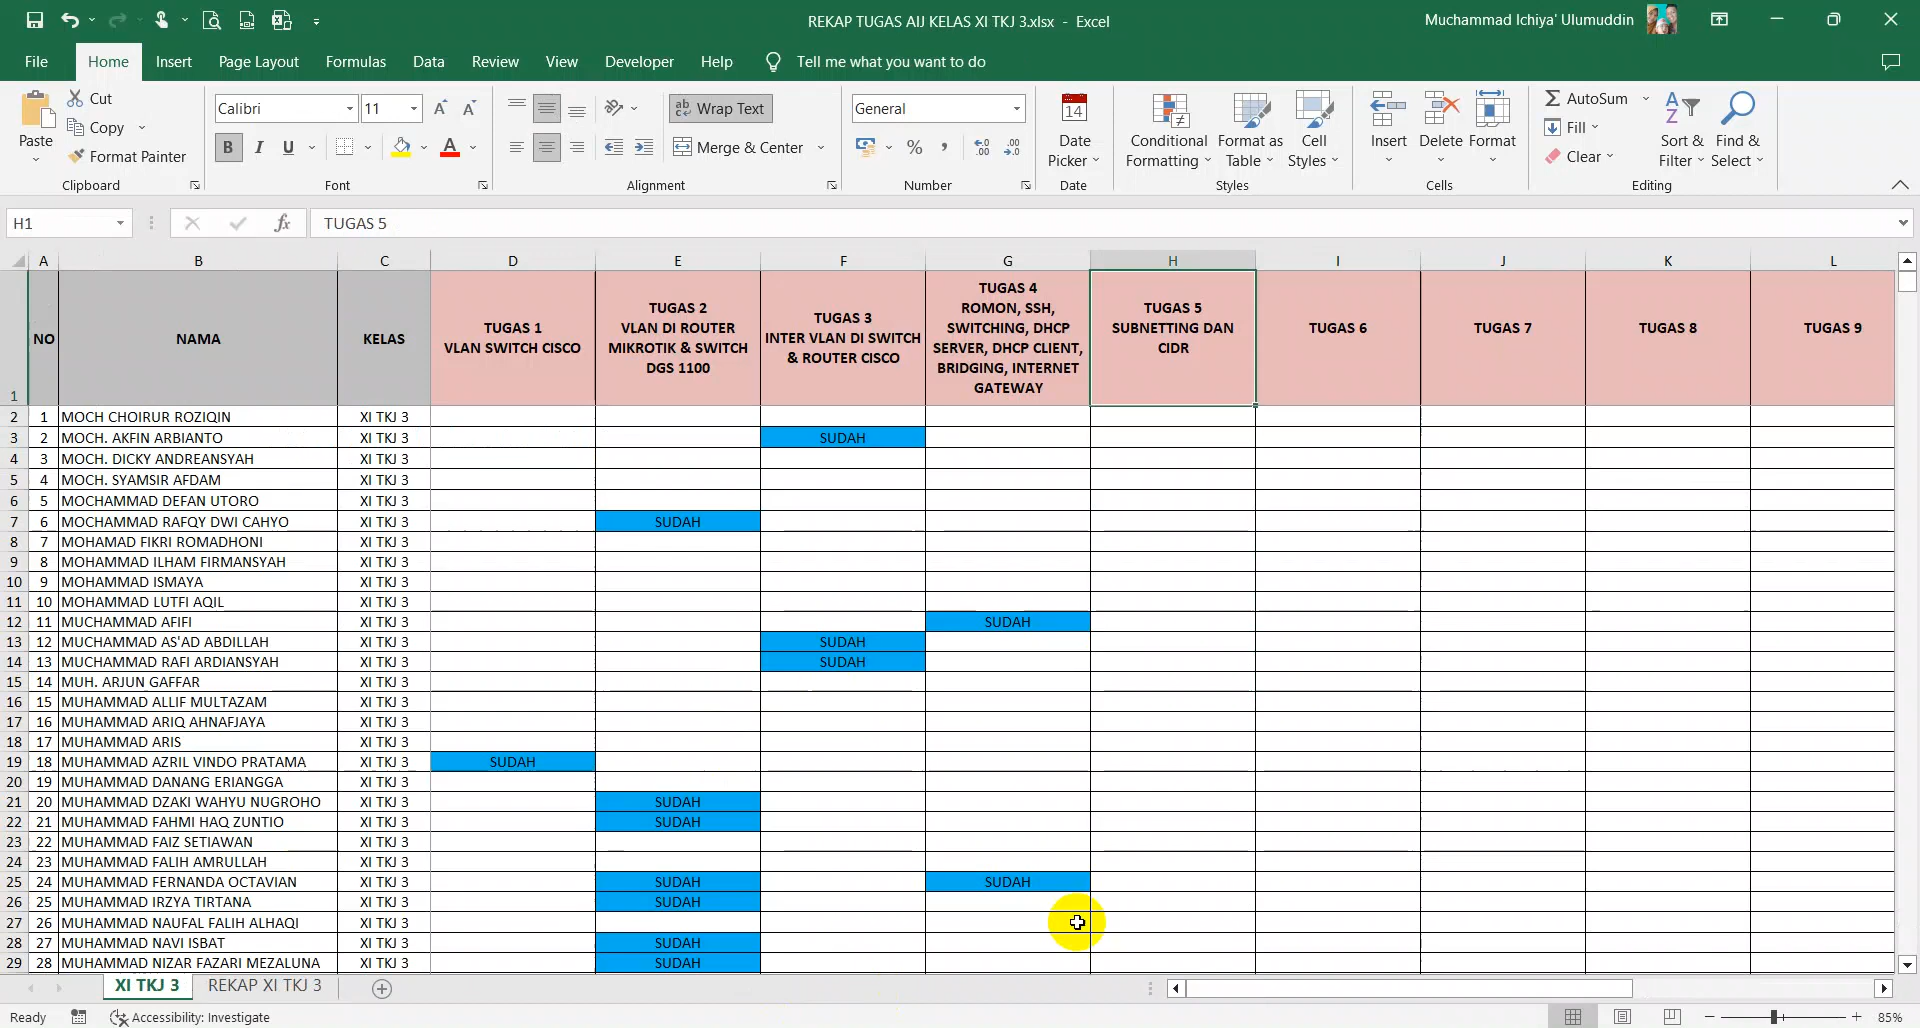 REKAP TUGAS AIJ KELAS XI TKJ 3.xlsx - Excel
Muchammad Ichiya' Ulumuddin
File Home Insert Page Layout Formulas Data Review View Developer Help Tell me what you want to do
Paste
Cut
Copy
Format Painter
Clipboard
Calibri 11
B I U
Font
ab Wrap Text
Merge & Center
Alignment
General
% ,
Number
14
Date Picker
Date
Conditional Formatting
Format as Table
Cell Styles
Styles
Insert
Delete
Format
Cells
AutoSum
Fill
Clear
Sort & Filter
Find & Select
Editing
H1
fx
TUGAS 5
A B C D E F G H I J K L
1
NO
NAMA
KELAS
TUGAS 1
VLAN SWITCH CISCO
TUGAS 2
VLAN DI ROUTER
MIKROTIK & SWITCH
DGS 1100
TUGAS 3
INTER VLAN DI SWITCH
& ROUTER CISCO
TUGAS 4
ROMON, SSH,
SWITCHING, DHCP
SERVER, DHCP CLIENT,
BRIDGING, INTERNET
GATEWAY
TUGAS 5
SUBNETTING DAN
CIDR
TUGAS 6
TUGAS 7
TUGAS 8
TUGAS 9
2 1 MOCH CHOIRUR ROZIQIN XI TKJ 3
3 2 MOCH. AKFIN ARBIANTO XI TKJ 3 SUDAH
4 3 MOCH. DICKY ANDREANSYAH XI TKJ 3
5 4 MOCH. SYAMSIR AFDAM XI TKJ 3
6 5 MOCHAMMAD DEFAN UTORO XI TKJ 3
7 6 MOCHAMMAD RAFQY DWI CAHYO XI TKJ 3 SUDAH
8 7 MOHAMAD FIKRI ROMADHONI XI TKJ 3
9 8 MOHAMMAD ILHAM FIRMANSYAH XI TKJ 3
10 9 MOHAMMAD ISMAYA XI TKJ 3
11 10 MOHAMMAD LUTFI AQIL XI TKJ 3
12 11 MUCHAMMAD AFIFI XI TKJ 3 SUDAH
13 12 MUCHAMMAD AS'AD ABDILLAH XI TKJ 3 SUDAH
14 13 MUCHAMMAD RAFI ARDIANSYAH XI TKJ 3 SUDAH
15 14 MUH. ARJUN GAFFAR XI TKJ 3
16 15 MUHAMMAD ALLIF MULTAZAM XI TKJ 3
17 16 MUHAMMAD ARIQ AHNAFJAYA XI TKJ 3
18 17 MUHAMMAD ARIS XI TKJ 3
19 18 MUHAMMAD AZRIL VINDO PRATAMA XI TKJ 3 SUDAH
20 19 MUHAMMAD DANANG ERIANGGA XI TKJ 3
21 20 MUHAMMAD DZAKI WAHYU NUGROHO XI TKJ 3 SUDAH
22 21 MUHAMMAD FAHMI HAQ ZUNTIO XI TKJ 3 SUDAH
23 22 MUHAMMAD FAIZ SETIAWAN XI TKJ 3
24 23 MUHAMMAD FALIH AMRULLAH XI TKJ 3
25 24 MUHAMMAD FERNANDA OCTAVIAN XI TKJ 3 SUDAH SUDAH
26 25 MUHAMMAD IRZYA TIRTANA XI TKJ 3 SUDAH
27 26 MUHAMMAD NAUFAL FALIH ALHAQI XI TKJ 3
28 27 MUHAMMAD NAVI ISBAT XI TKJ 3 SUDAH
29 28 MUHAMMAD NIZAR FAZARI MEZALUNA XI TKJ 3 SUDAH
XI TKJ 3 REKAP XI TKJ 3
Ready Accessibility: Investigate 85%